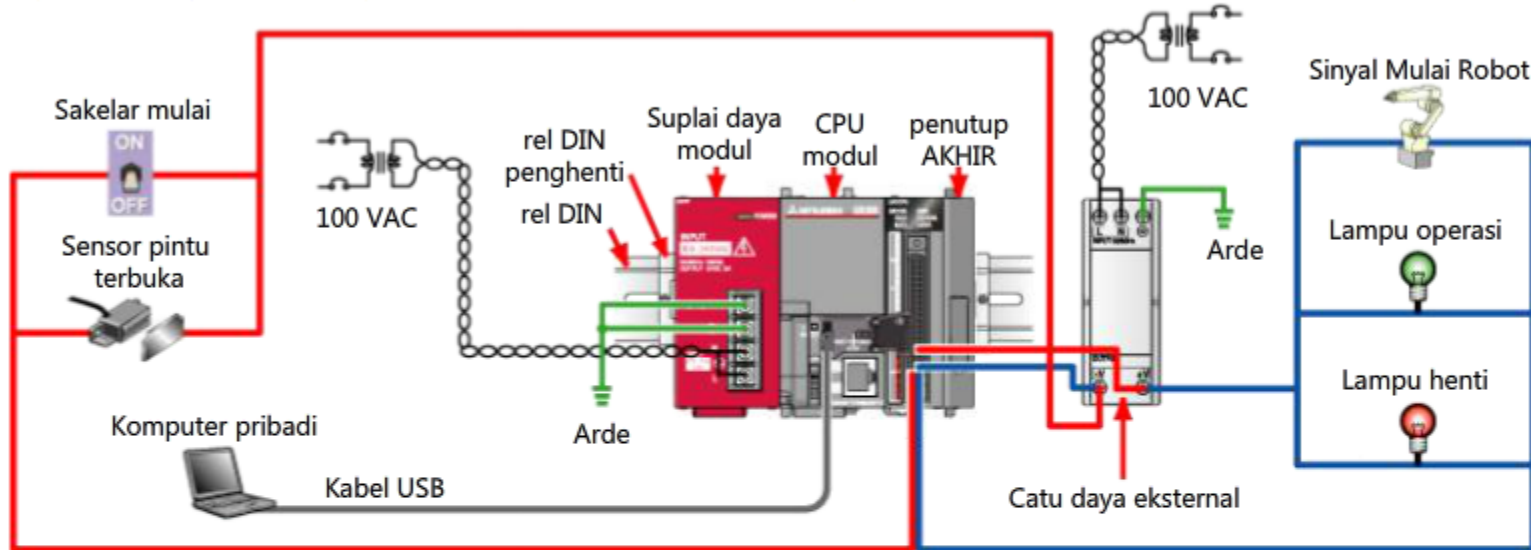 Sakelar mulai
ON
OFF
Sensor pintu
terbuka
100 VAC
rel DIN
penghenti
rel DIN
Suplai daya
modul
CPU
modul
penutup
AKHIR
MITSUBISHI
INPUT
100 VAC
Sinyal Mulai Robot
L N
Arde
Lampu operasi
Lampu henti
Arde
Komputer pribadi
Kabel USB
Catu daya eksternal